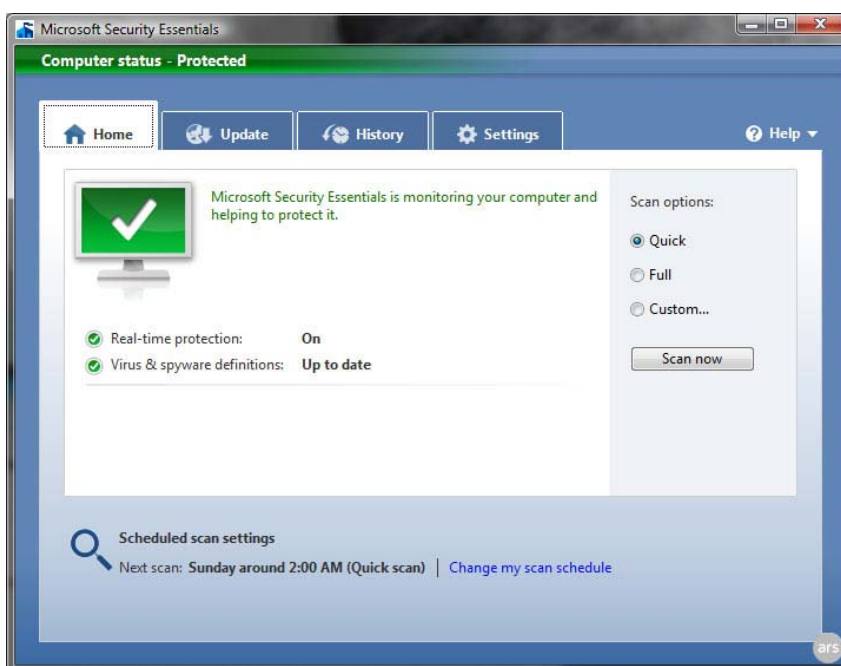 Microsoft Security Essentials
Computer status - Protected
Home
Update
History
Settings
Help
Microsoft Security Essentials is monitoring your computer and
helping to protect it.
Real-time protection: On
Virus & spyware definitions: Up to date
Scan options:
Quick
Full
Custom...
Scan now
Scheduled scan settings
Next scan: Sunday around 2:00 AM (Quick scan) | Change my scan schedule
ars